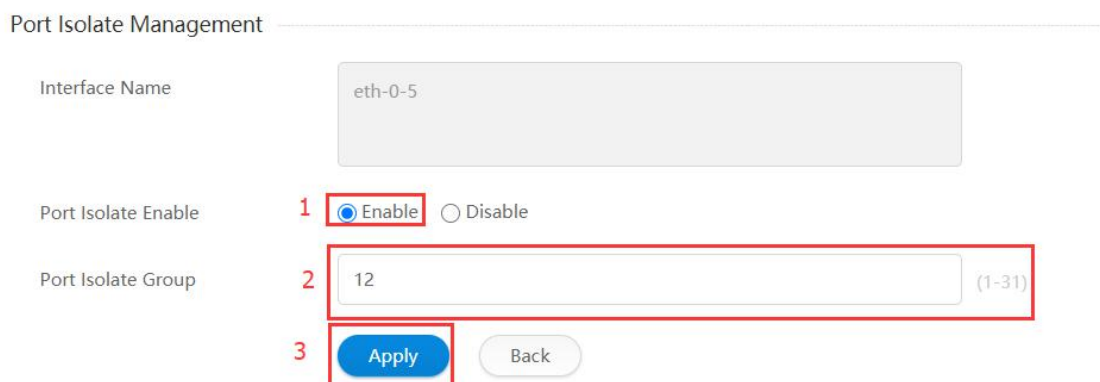 Port Isolate Management
Interface Name
eth-0-5
Port Isolate Enable 1 Enable Disable
Port Isolate Group 2 12 (1-31)
3 Apply Back